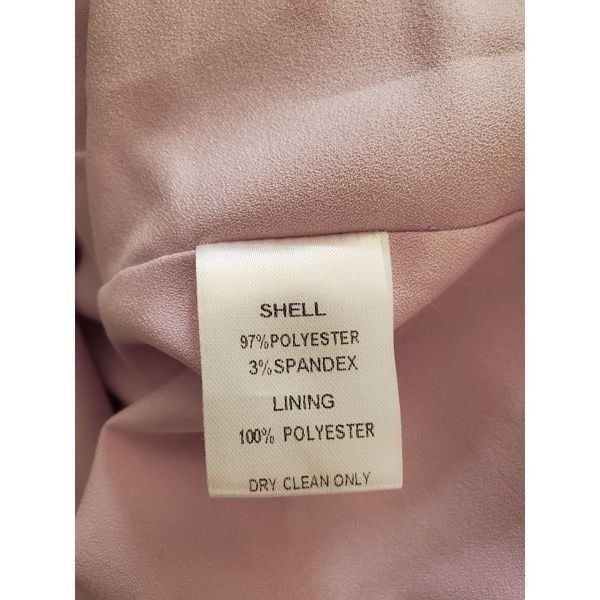 SHELL
97%POLYESTER
3%SPANDEX
LINING
100% POLYESTER
DRY CLEAN ONLY